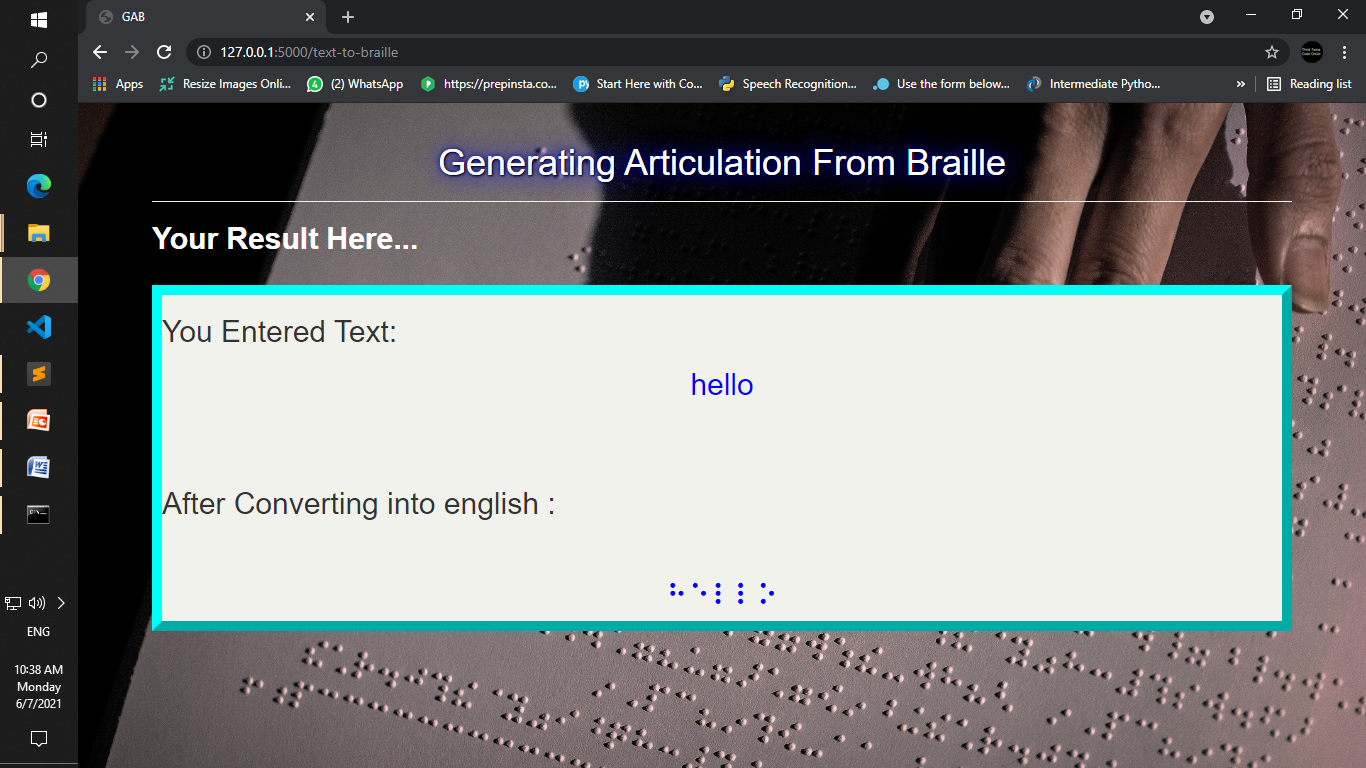 GAB
127.0.0.1:5000/text-to-braille
Apps
Resize Images Onli...
(2) WhatsApp
https://prepinsta.co...
Start Here with Co...
Speech Recognition...
Use the form below...
Intermediate Pytho...
»
Reading list
Generating Articulation From Braille
Your Result Here...
You Entered Text:
hello
After Converting into english :
⠓⠑⠇⠇⠕
ENG
10:38 AM
Monday
6/7/2021